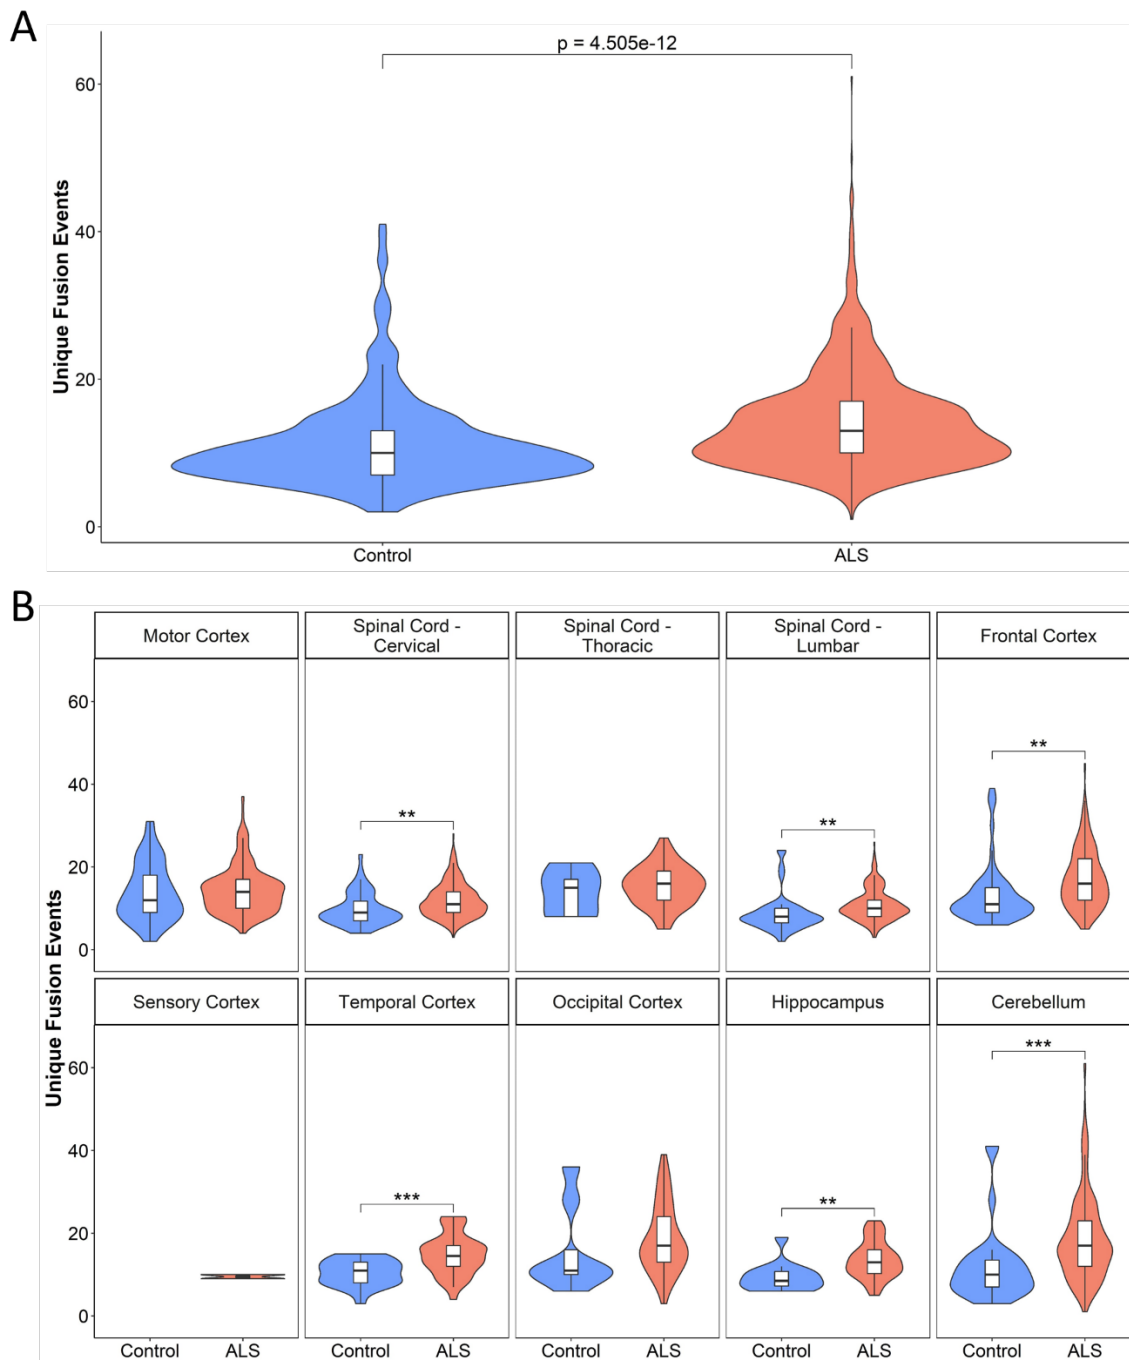 A
p = 4.505e-12
Unique Fusion Events
60
40
20
0
Control
ALS
B
Motor Cortex
Spinal Cord -
Cervical
Spinal Cord -
Thoracic
Spinal Cord -
Lumbar
Frontal Cortex
60
40
20
0
**
**
**
Unique Fusion Events
Sensory Cortex
Temporal Cortex
Occipital Cortex
Hippocampus
Cerebellum
60
40
20
0
***
**
***
Control
ALS
Control
ALS
Control
ALS
Control
ALS
Control
ALS